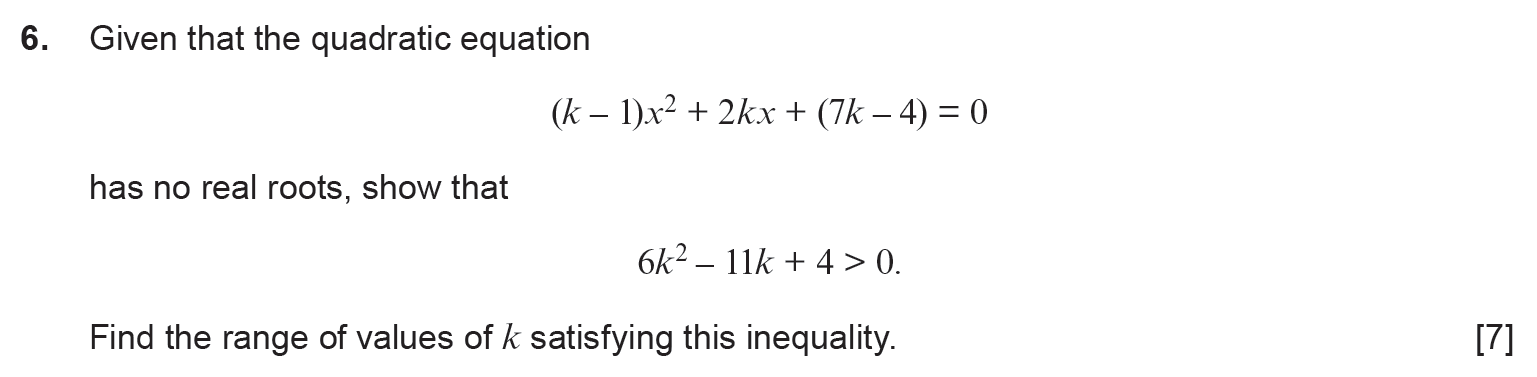 6. Given that the quadratic equation
(k – 1)x² + 2kx + (7k – 4) = 0
has no real roots, show that
6k² – 11k + 4 > 0.
Find the range of values of k satisfying this inequality. [7]